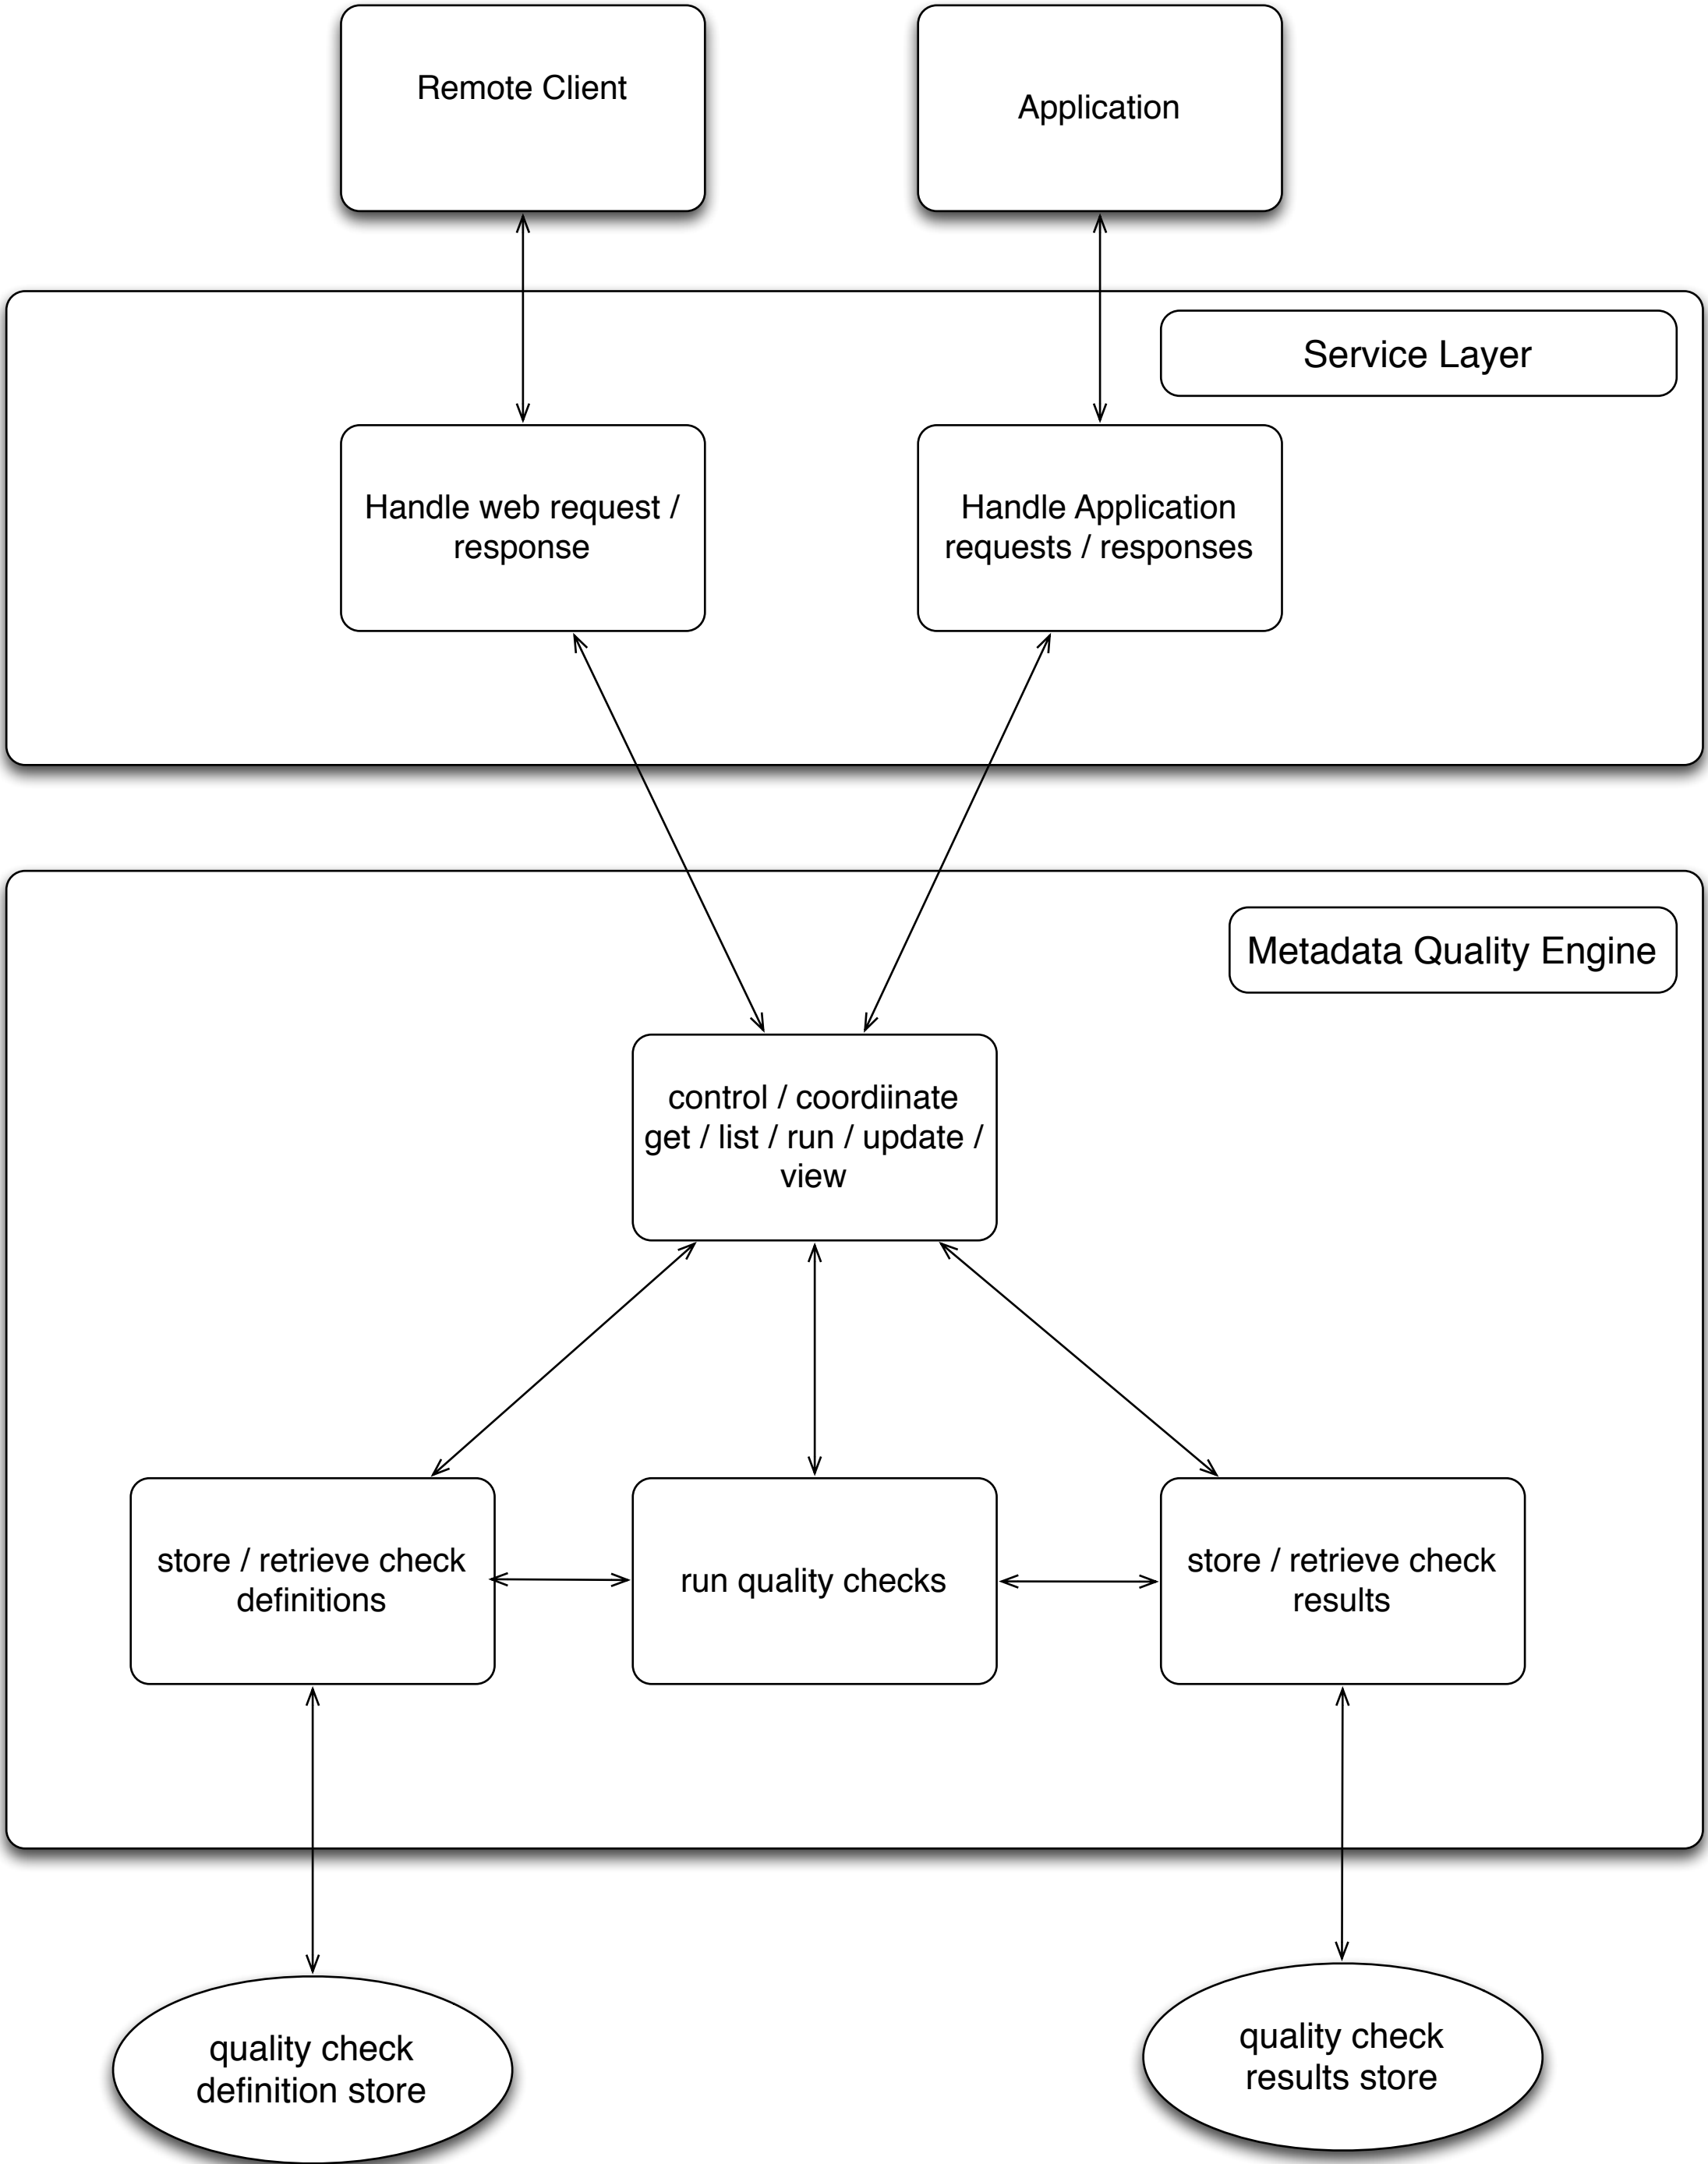 Remote Client
Application
Service Layer
Handle web request /
response
Handle Application
requests / responses
Metadata Quality Engine
control / coordiinate
get / list / run / update /
view
store / retrieve check
definitions
run quality checks
store / retrieve check
results
quality check
definition store
quality check
results store